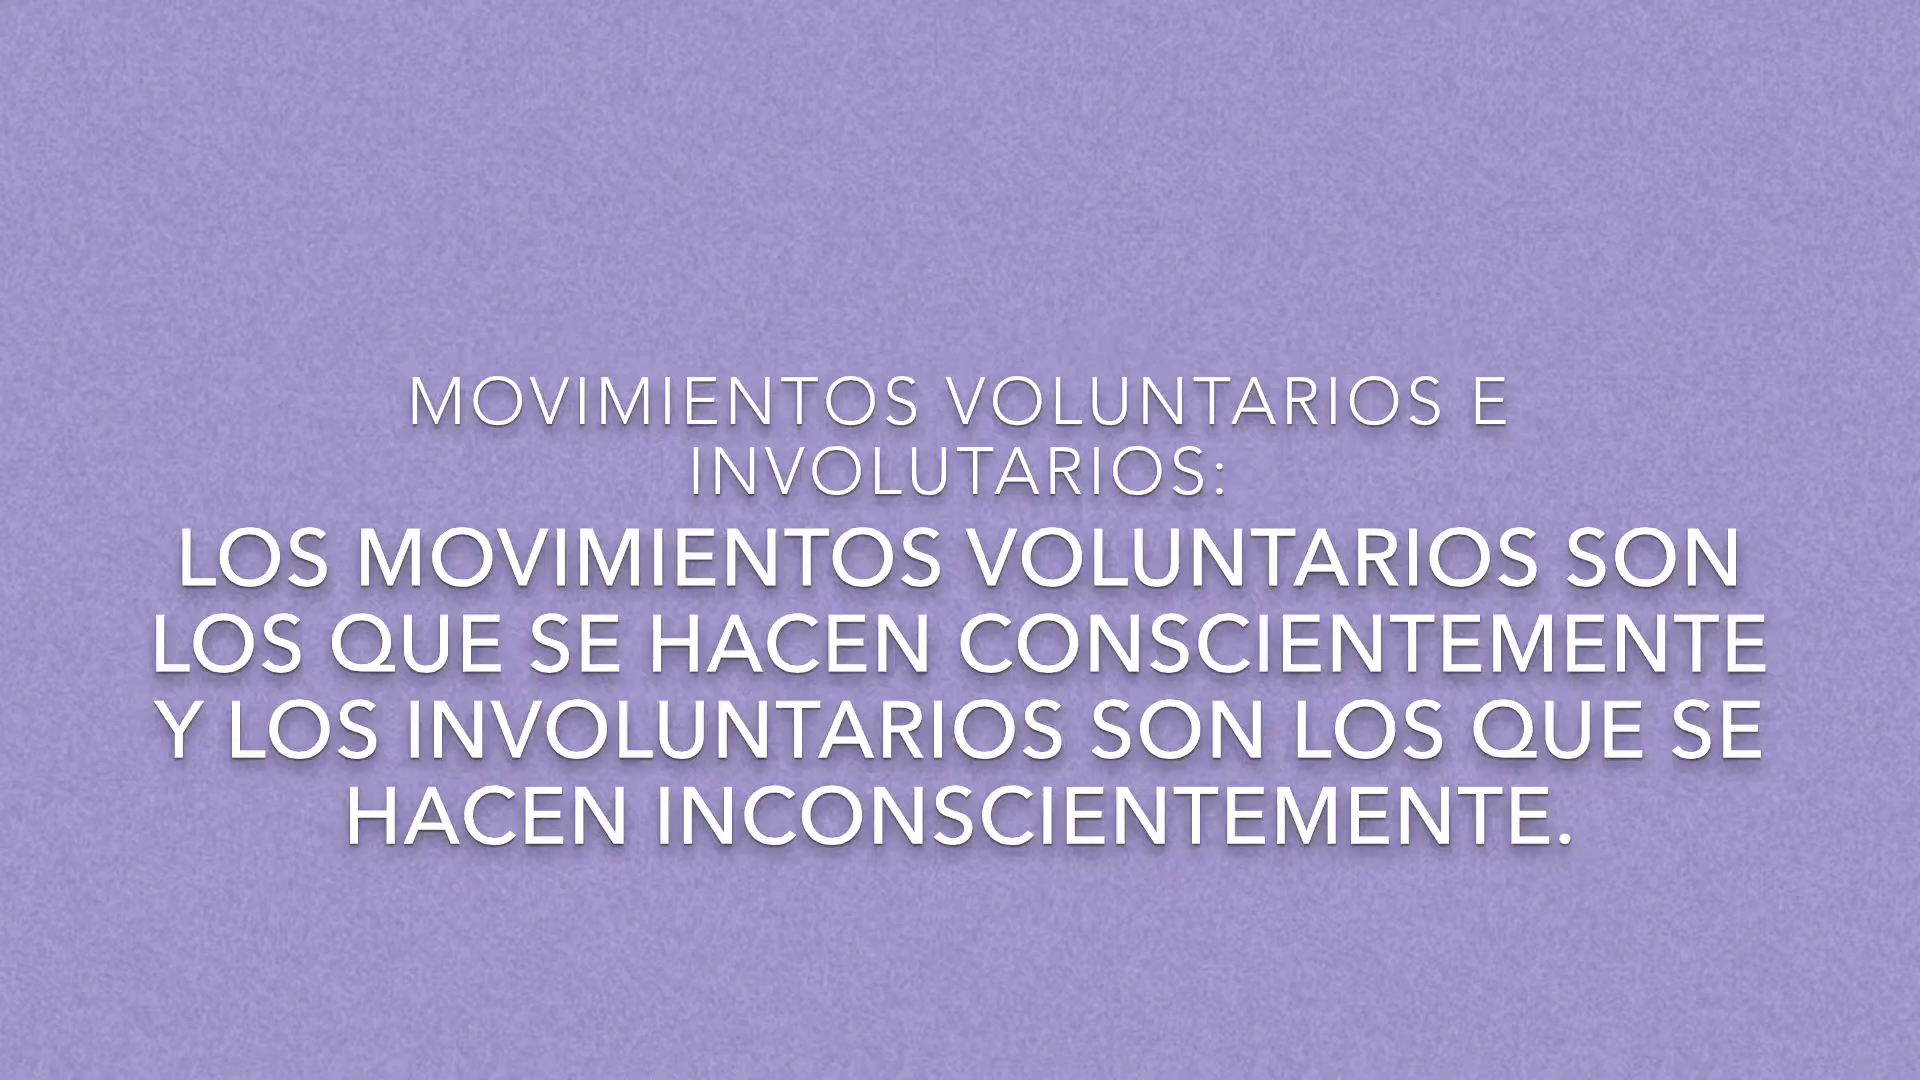 MOVIMIENTOS VOLUNTARIOS E
INVOLUTARIOS:
LOS MOVIMIENTOS VOLUNTARIOS SON
LOS QUE SE HACEN CONSCIENTEMENTE
Y LOS INVOLUNTARIOS SON LOS QUE SE
HACEN INCONSCIENTEMENTE.